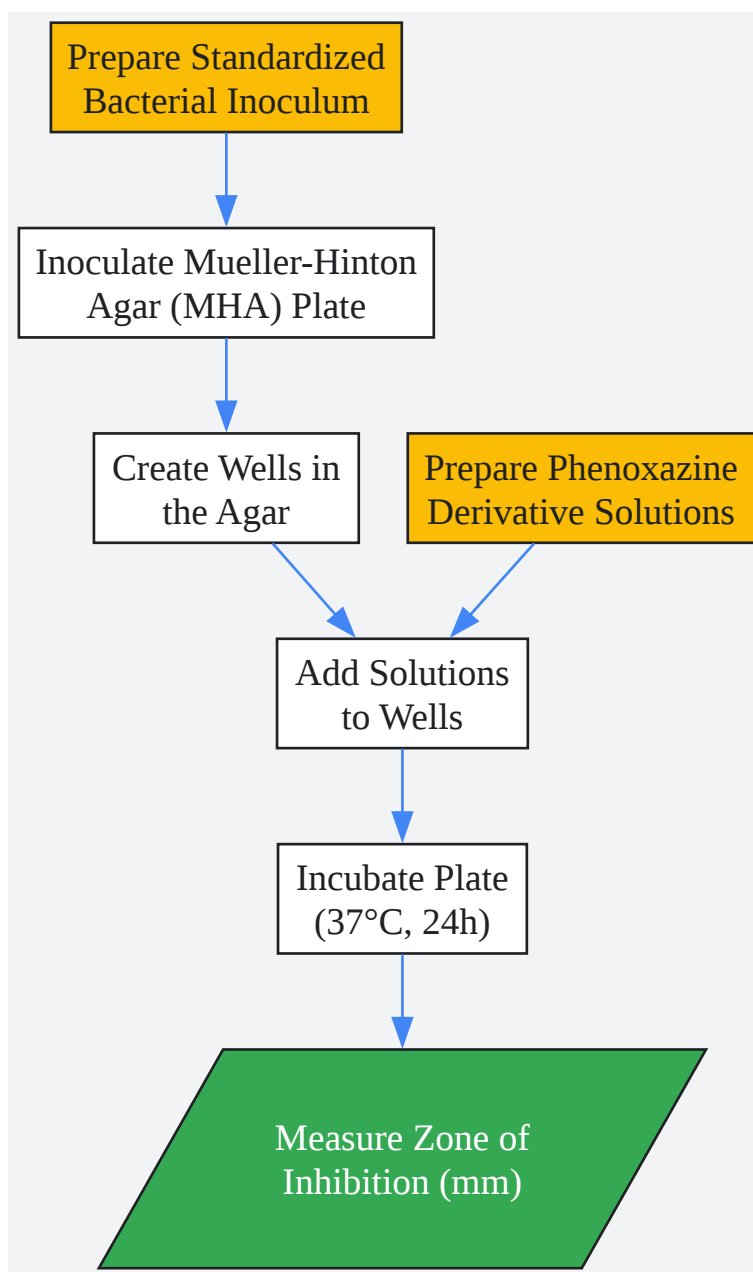 Prepare Standardized
Bacterial Inoculum
Inoculate Mueller-Hinton
Agar (MHA) Plate
Create Wells in
the Agar
Prepare Phenoxazine
Derivative Solutions
Add Solutions
to Wells
Incubate Plate
(37°C, 24h)
Measure Zone of
Inhibition (mm)